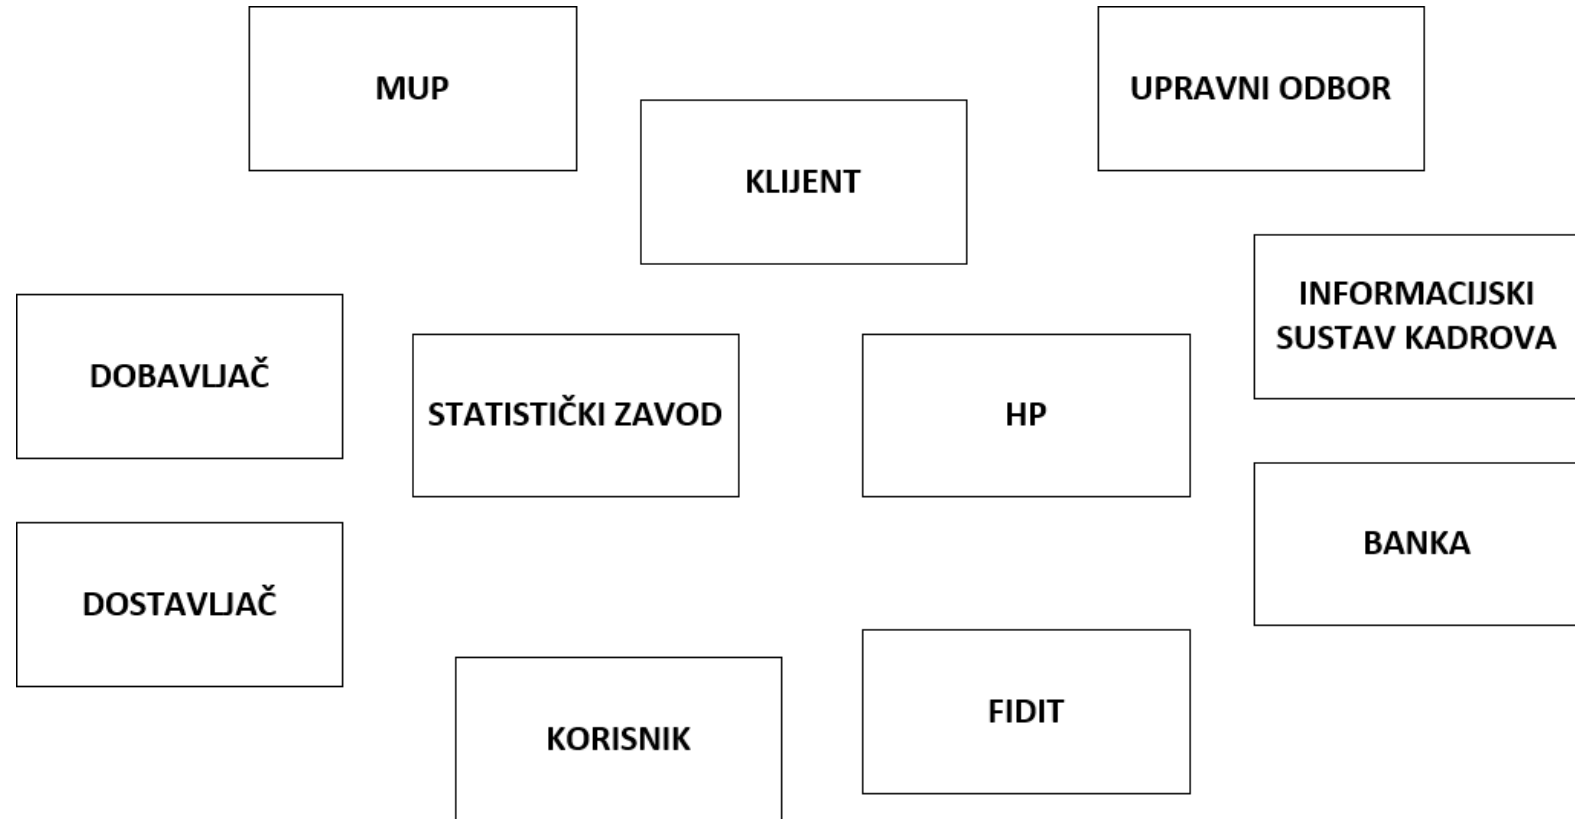 MUP
UPRAVNI ODBOR
KLIJENT
INFORMACIJSKI
SUSTAV KADROVA
DOBAVLJAČ
STATISTIČKI ZAVOD
HP
BANKA
DOSTAVLJAČ
FIDIT
KORISNIK